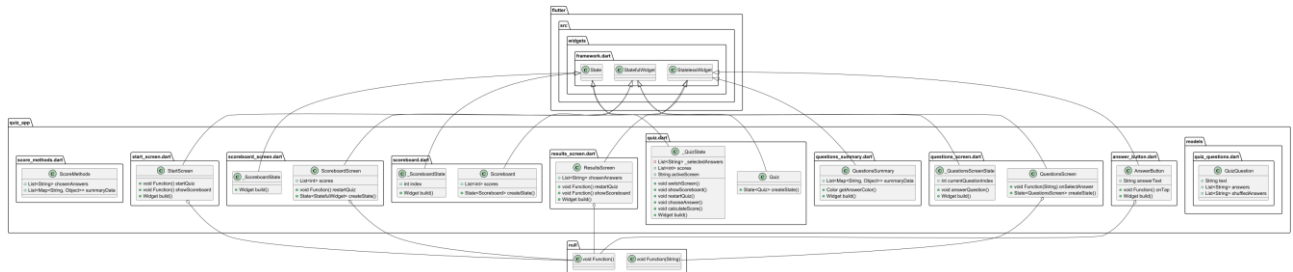 flutter
src
widgets
framework.dart
C State
C StatefulWidget
C StatelessWidget
quiz_app
score_methods.dart
C ScoreMethods
List<String> chosenAnswers
List<Map<String, Object>> summaryData
start_screen.dart
C StartScreen
void Function() startQuiz
void Function() showScoreboard
Widget build()
scoreboard_screen.dart
C _ScoreboardState
Widget build()
C ScoreboardScreen
List<int> scores
void Function() restartQuiz
State<StatefulWidget> createState()
scoreboard.dart
C _ScoreboardState
int index
Widget build()
C Scoreboard
List<int> scores
State<Scoreboard> createState()
results_screen.dart
C ResultsScreen
List<String> chosenAnswers
void Function() restartQuiz
void Function() showScoreboard
Widget build()
quiz.dart
C _QuizState
List<String> _selectedAnswers
List<int> scores
String activeScreen
void switchScreen()
void showScoreboard()
void restartQuiz()
void chooseAnswer()
void calculateScore()
Widget build()
C Quiz
State<Quiz> createState()
questions_summary.dart
C QuestionsSummary
List<Map<String, Object>> summaryData
Color getAnswerColor()
Widget build()
questions_screen.dart
C _QuestionsScreenState
int currentQuestionIndex
void answerQuestion()
Widget build()
C QuestionsScreen
void Function(String) onSelectAnswer
State<QuestionsScreen> createState()
answer_button.dart
C AnswerButton
String answerText
void Function() onTap
Widget build()
models
quiz_questions.dart
C QuizQuestion
String text
List<String> answers
List<String> shuffledAnswers
null
C void Function()
C void Function(String)